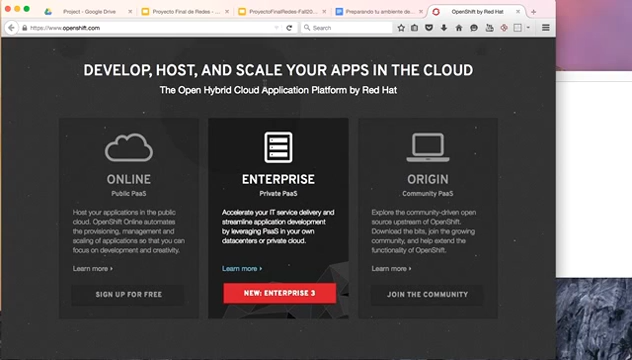 Project - Google Drive
Proyecto Final de Redes -
ProyectoFinalRedes-Fall20...
Preparando tu ambiente de...
OpenShift by Red Hat
https://www.openshift.com
Search
DEVELOP, HOST, AND SCALE YOUR APPS IN THE CLOUD
The Open Hybrid Cloud Application Platform by Red Hat
ONLINE
Public PaaS
Host your applications in the public
cloud. OpenShift Online automates
the provisioning, management and
scaling of applications so that you can
focus on development and creativity.
Learn more ›
SIGN UP FOR FREE
ENTERPRISE
Private PaaS
Accelerate your IT service delivery and
streamline application development
by leveraging PaaS in your own
datacenters or private cloud.
Learn more ›
NEW: ENTERPRISE 3
ORIGIN
Community PaaS
Explore the community-driven open
source upstream of OpenShift.
Download the bits, join the growing
community, and help extend the
functionality of OpenShift.
Learn more ›
JOIN THE COMMUNITY